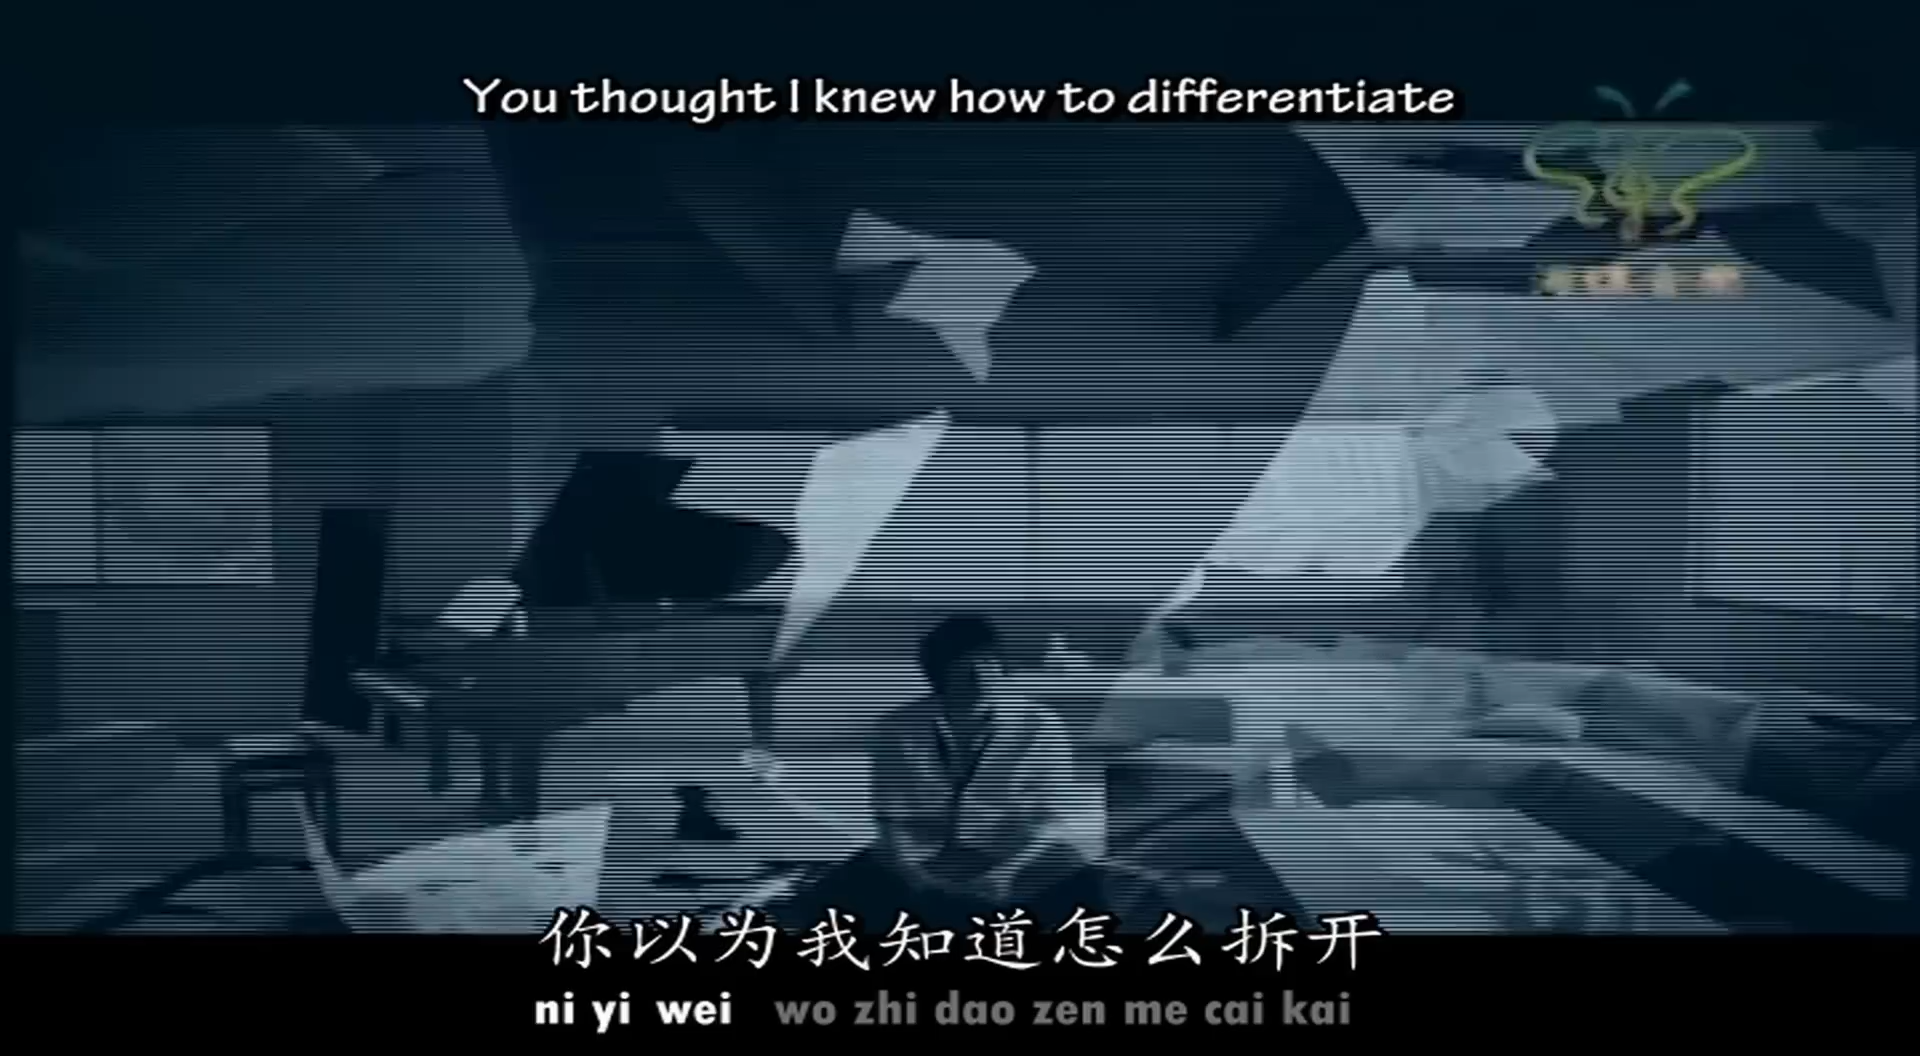 You thought I knew how to differentiate
你以为我知道怎么拆开
ni yi wei wo zhi dao zen me cai kai